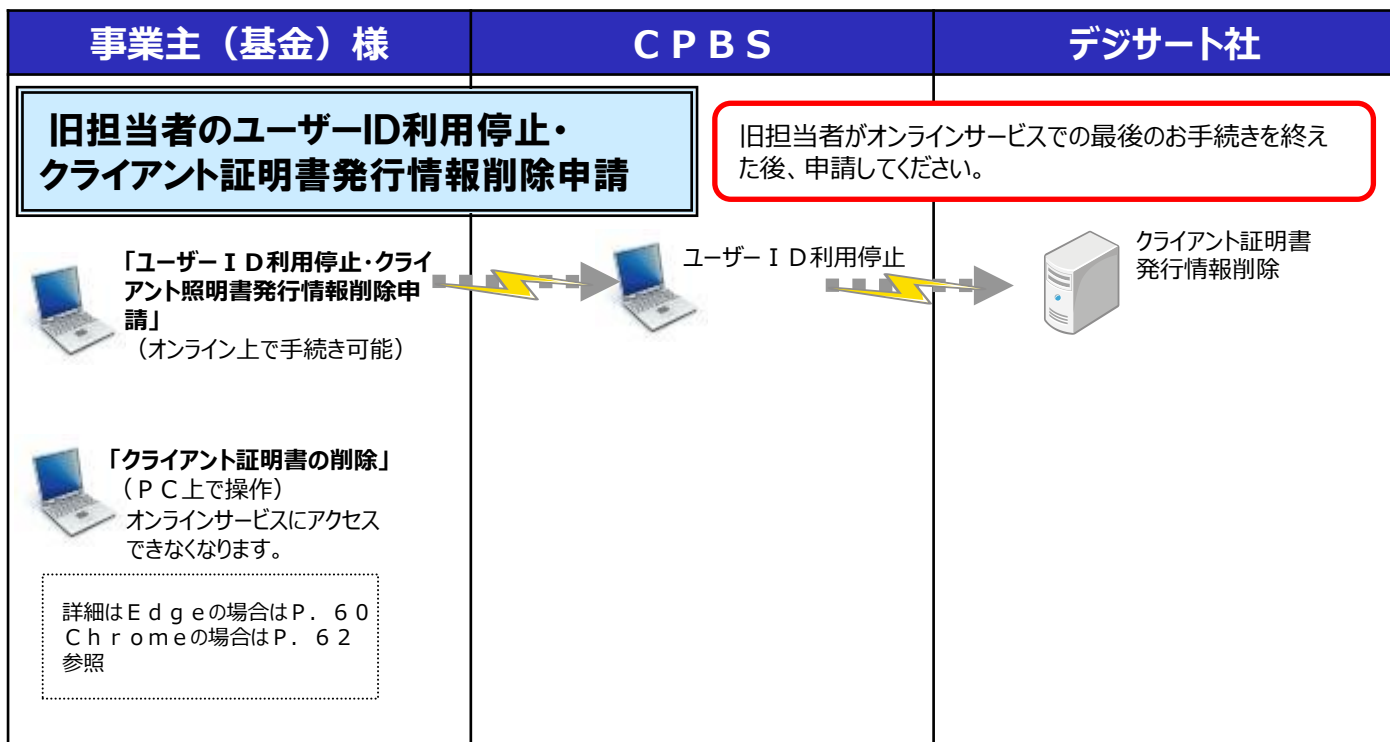 事業主（基金）様
ＣＰＢＳ
デジサート社
旧担当者のユーザーID利用停止・
クライアント証明書発行情報削除申請
旧担当者がオンラインサービスでの最後のお手続きを終え
た後、申請してください。
「ユーザーＩＤ利用停止・クライ
アント照明書発行情報削除申
請」
（オンライン上で手続き可能）
ユーザーＩＤ利用停止
クライアント証明書
発行情報削除
「クライアント証明書の削除」
（ＰＣ上で操作）
オンラインサービスにアクセス
できなくなります。
詳細はＥｄｇｅの場合はＰ．６０
Ｃｈｒｏｍｅの場合はＰ．６２
参照